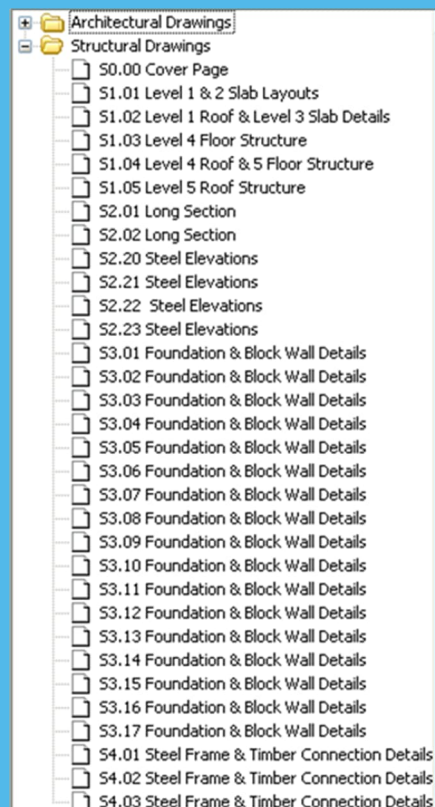 Architectural Drawings
Structural Drawings
S0.00 Cover Page
S1.01 Level 1 & 2 Slab Layouts
S1.02 Level 1 Roof & Level 3 Slab Details
S1.03 Level 4 Floor Structure
S1.04 Level 4 Roof & 5 Floor Structure
S1.05 Level 5 Roof Structure
S2.01 Long Section
S2.02 Long Section
S2.20 Steel Elevations
S2.21 Steel Elevations
S2.22  Steel Elevations
S2.23 Steel Elevations
S3.01 Foundation & Block Wall Details
S3.02 Foundation & Block Wall Details
S3.03 Foundation & Block Wall Details
S3.04 Foundation & Block Wall Details
S3.05 Foundation & Block Wall Details
S3.06 Foundation & Block Wall Details
S3.07 Foundation & Block Wall Details
S3.08 Foundation & Block Wall Details
S3.09 Foundation & Block Wall Details
S3.10 Foundation & Block Wall Details
S3.11 Foundation & Block Wall Details
S3.12 Foundation & Block Wall Details
S3.13 Foundation & Block Wall Details
S3.14 Foundation & Block Wall Details
S3.15 Foundation & Block Wall Details
S3.16 Foundation & Block Wall Details
S3.17 Foundation & Block Wall Details
S4.01 Steel Frame & Timber Connection Details
S4.02 Steel Frame & Timber Connection Details
S4.03 Steel Frame & Timber Connection Details